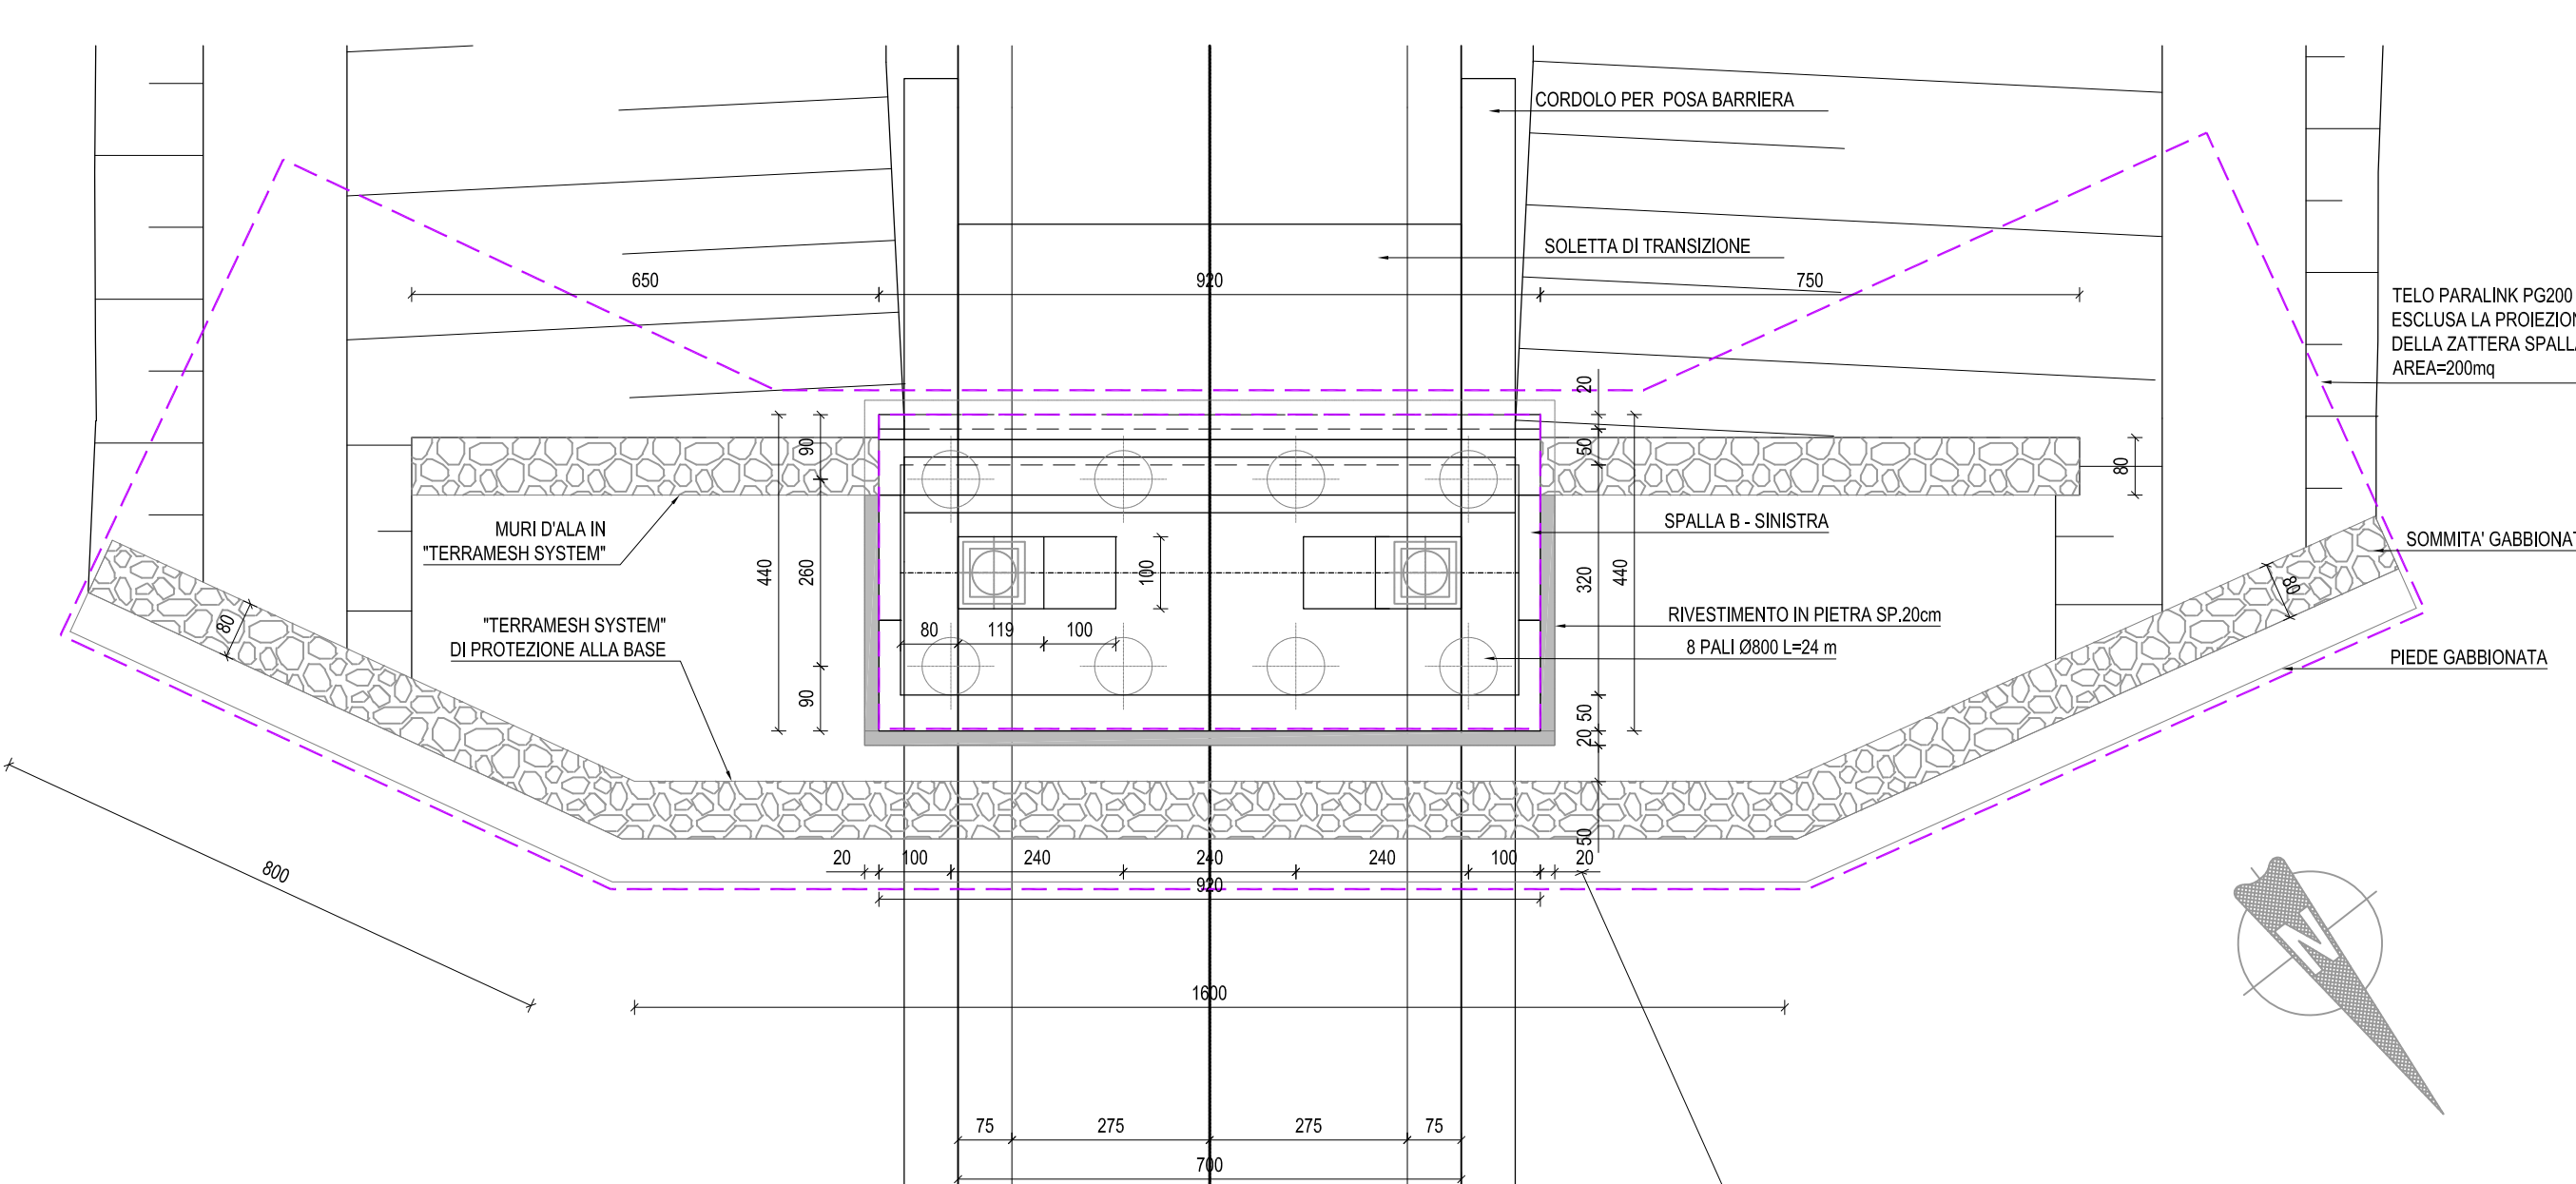 CORDOLO PER POSA BARRIERA
SOLETTA DI TRANSIZIONE
650
920
750
TELO PARALINK PG200
ESCLUSA LA
DELLA ZATTERA
AREA=200mq
20
90
50
80
MURI D'ALA IN
"TERRAMESH SYSTEM"
SPALLA B - SINISTRA
SOMMITA'
440
260
100
320
440
80
80
"TERRAMESH SYSTEM"
DI PROTEZIONE ALLA BASE
80
119
100
RIVESTIMENTO IN PIETRA SP.20cm
8 PALI Ø800 L=24 m
PIEDE GABBIONATA
90
50
20
50
20
100
240
240
240
100
20
920
800
1600
N
75
275
275
75
700